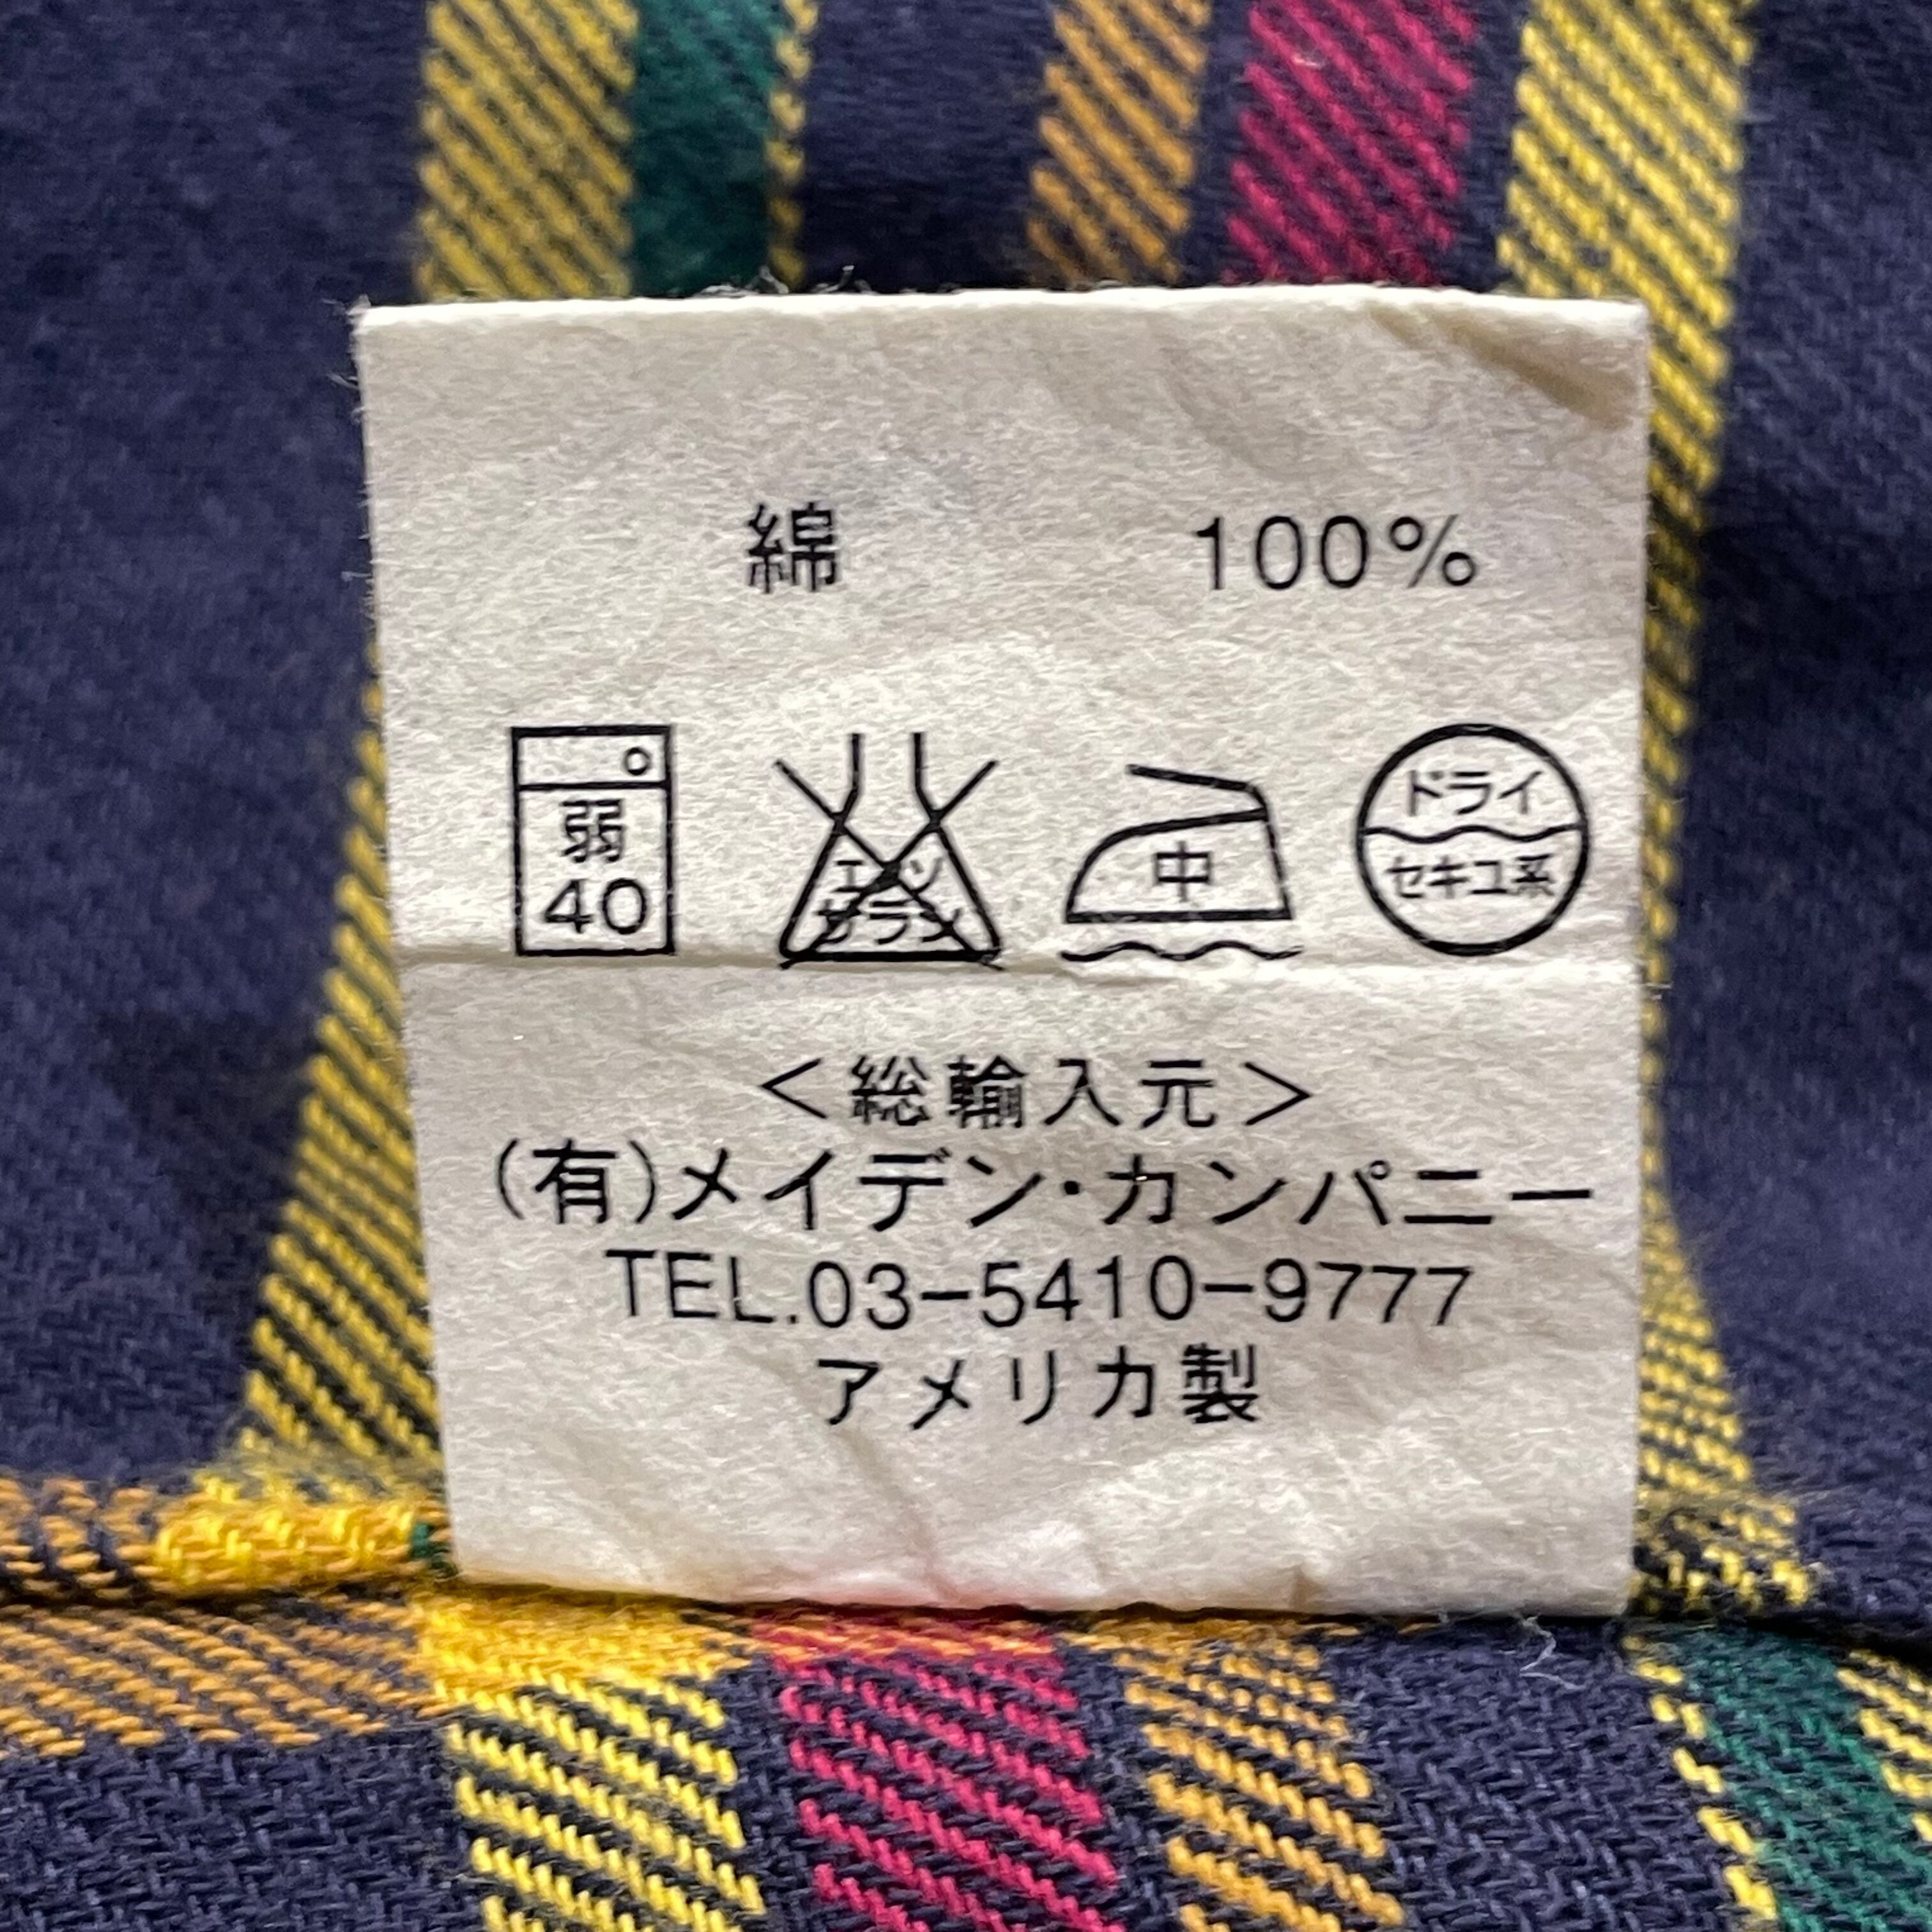 綿 100%
弱 40 エンソ サラシ 中 ドライ セキユ系
<総輸入元>
(有)メイデン・カンパニー
TEL.03-5410-9777
アメリカ製